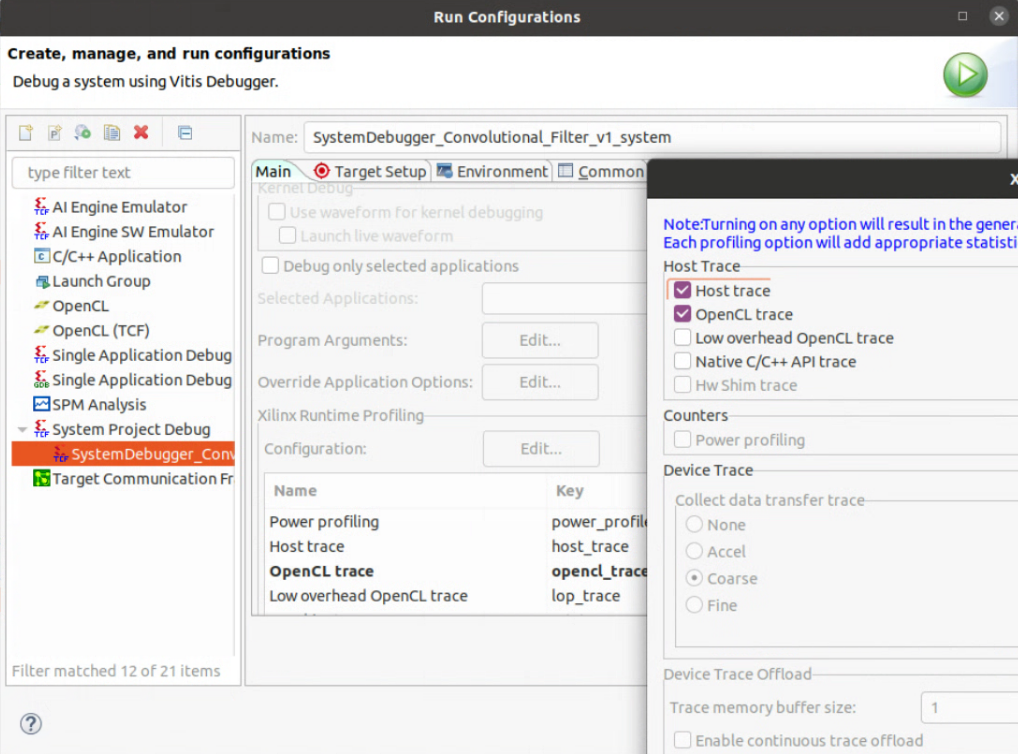 Run Configurations
Create, manage, and run configurations
Debug a system using Vitis Debugger.
Name: SystemDebugger_Convolutional_Filter_v1_system
type filter text
AI Engine Emulator
AI Engine SW Emulator
C/C++ Application
Launch Group
OpenCL
OpenCL (TCF)
Single Application Debug
Single Application Debug
SPM Analysis
System Project Debug
SystemDebugger_Conv
Target Communication Fr
Filter matched 12 of 21 items
Main Target Setup Environment Common
Kernel Debug
Use waveform for kernel debugging
Launch live waveform
Debug only selected applications
Selected Applications:
Program Arguments: Edit...
Override Application Options: Edit...
Xilinx Runtime Profiling
Configuration: Edit...
Name Key
Power profiling power_profile
Host trace host_trace
OpenCL trace opencl_trace
Low overhead OpenCL trace lop_trace
X
Note:Turning on any option will result in the genera
Each profiling option will add appropriate statisti
Host Trace
Host trace
OpenCL trace
Low overhead OpenCL trace
Native C/C++ API trace
Hw Shim trace
Counters
Power profiling
Device Trace
Collect data transfer trace
None
Accel
Coarse
Fine
Device Trace Offload
Trace memory buffer size: 1
Enable continuous trace offload